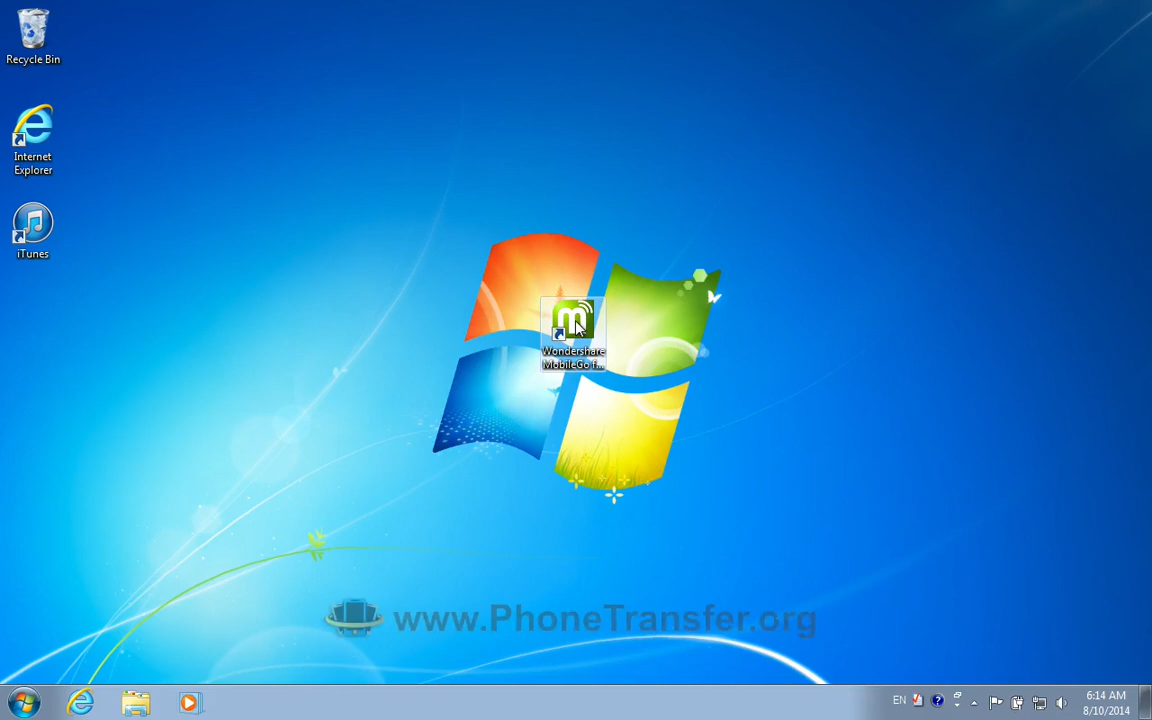 Recycle Bin
Internet
Explorer
iTunes
Wondershare
MobileGo f...
www.PhoneTransfer.org
EN
6:14 AM
8/10/2014